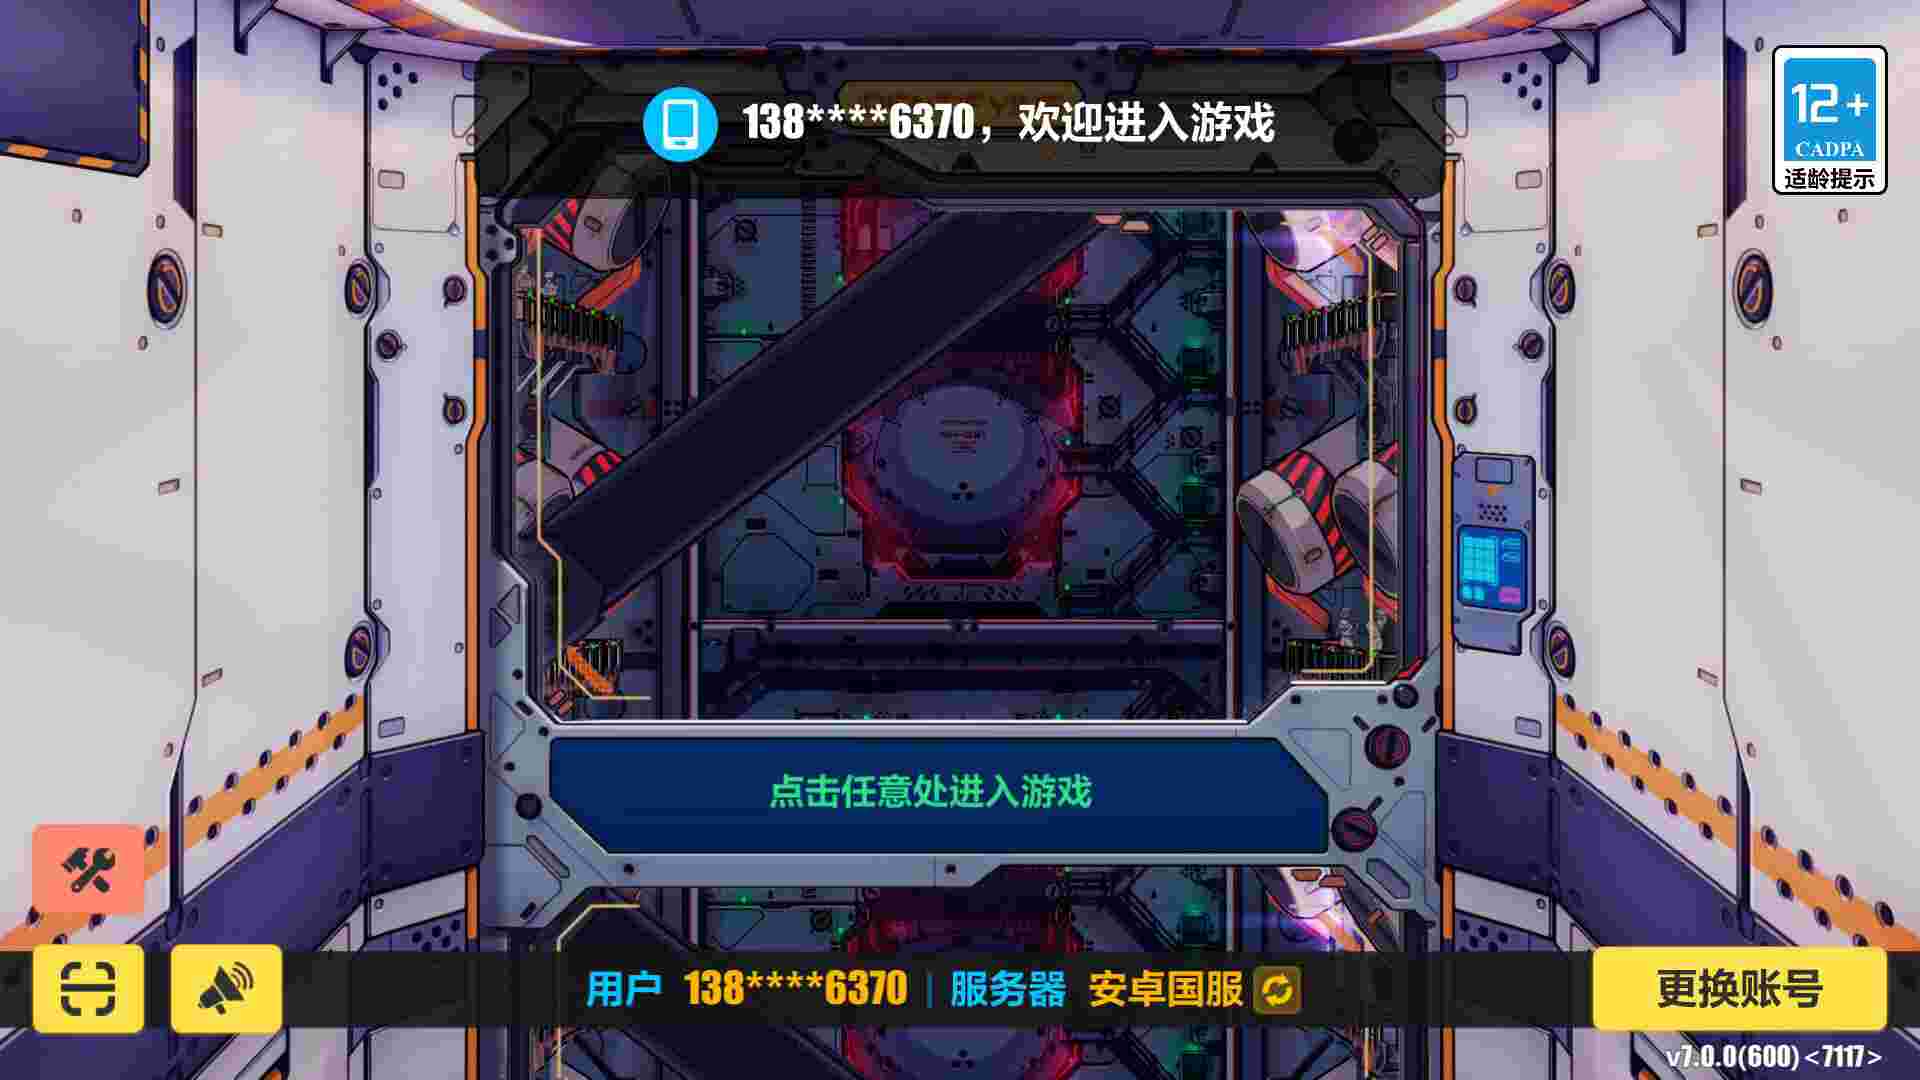 138****6370，欢迎进入游戏
12+
CADPA
适龄提示
点击任意处进入游戏
用户 138****6370 | 服务器 安卓国服
更换账号
v7.0.0(600)<7117>